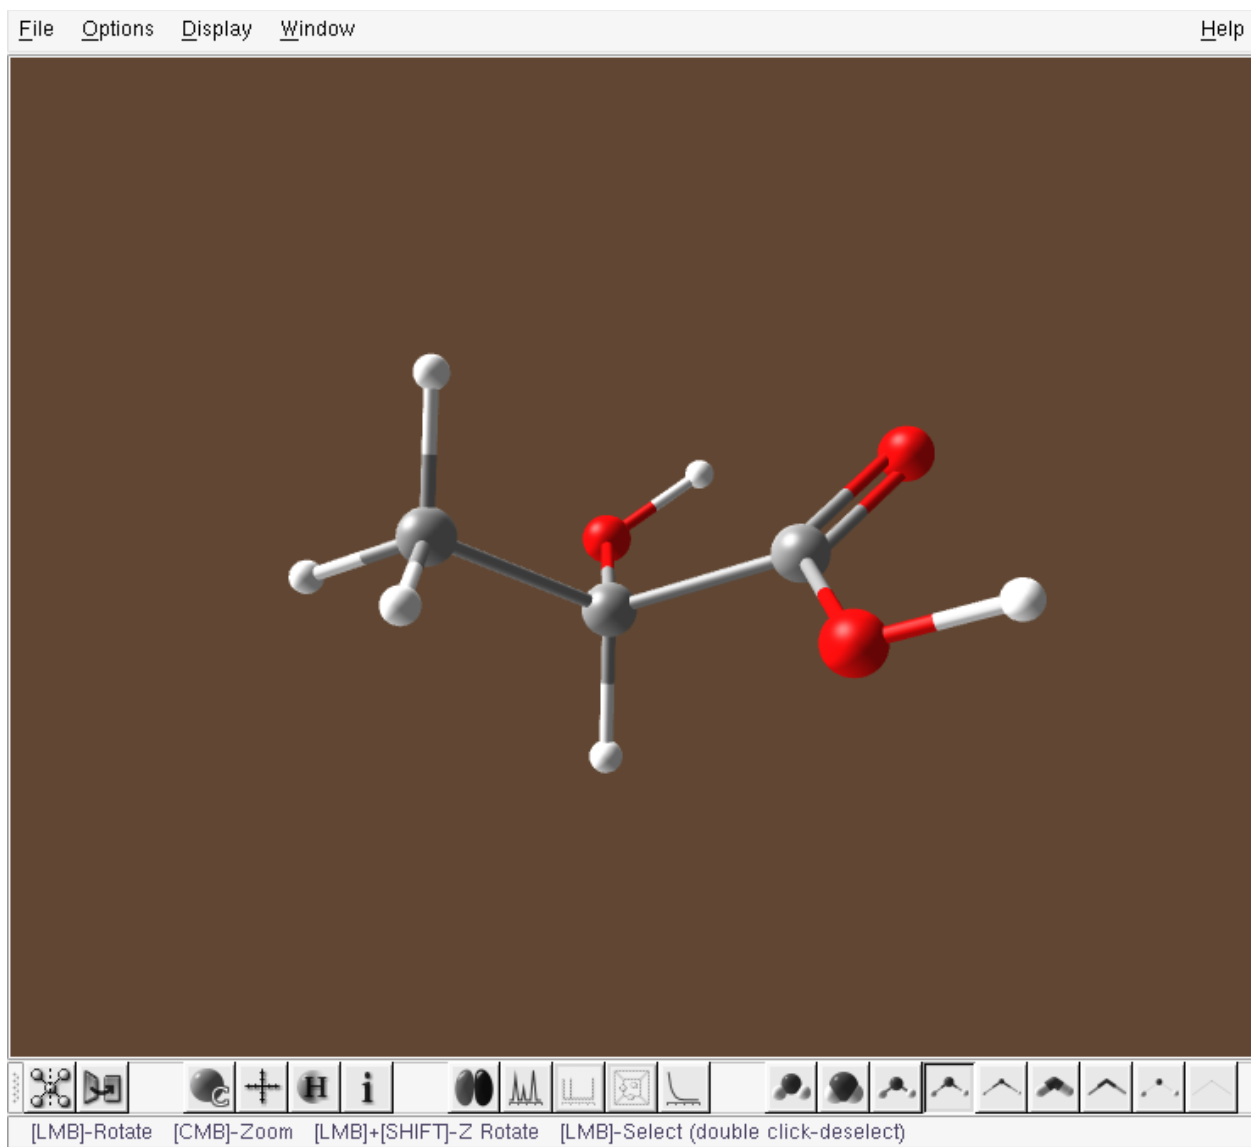 File Options Display Window Help
C H i
[LMB]-Rotate [CMB]-Zoom [LMB]+[SHIFT]-Z Rotate [LMB]-Select (double click-deselect)